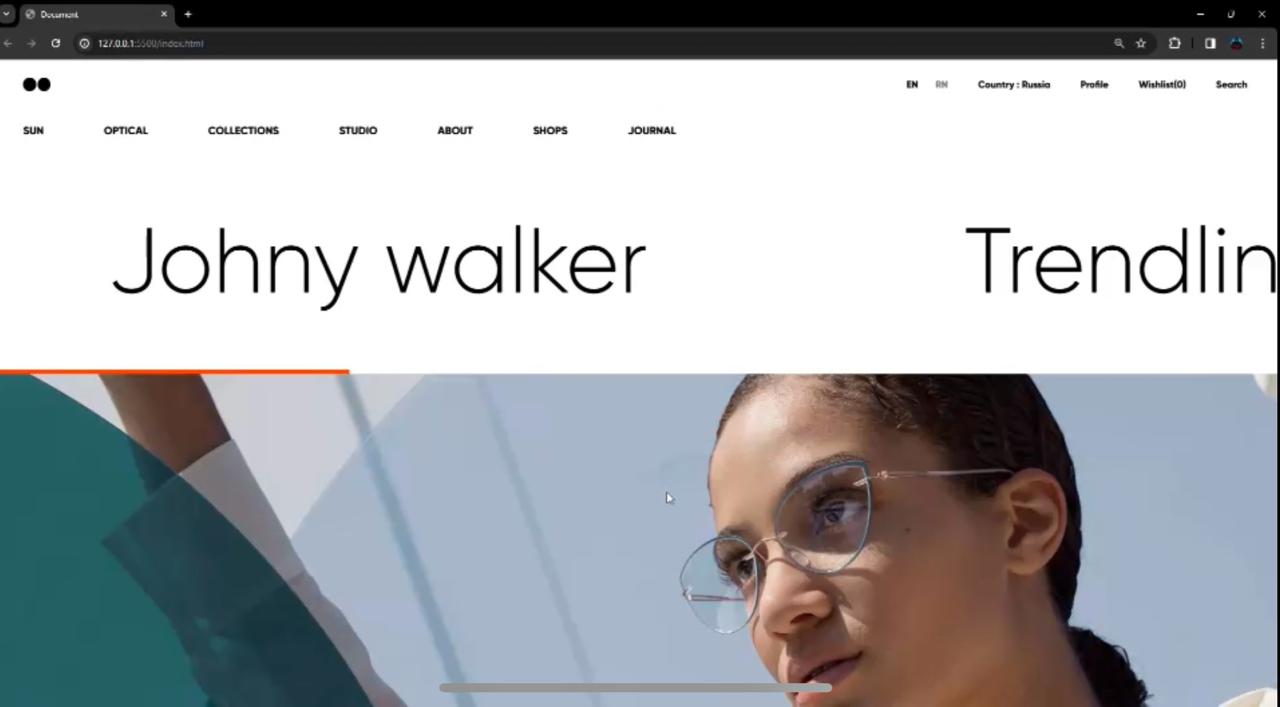 Document
127.0.0.1:5500/index.html
EN RN Country : Russia Profile Wishlist(0) Search
SUN OPTICAL COLLECTIONS STUDIO ABOUT SHOPS JOURNAL
Johny walker Trendlin